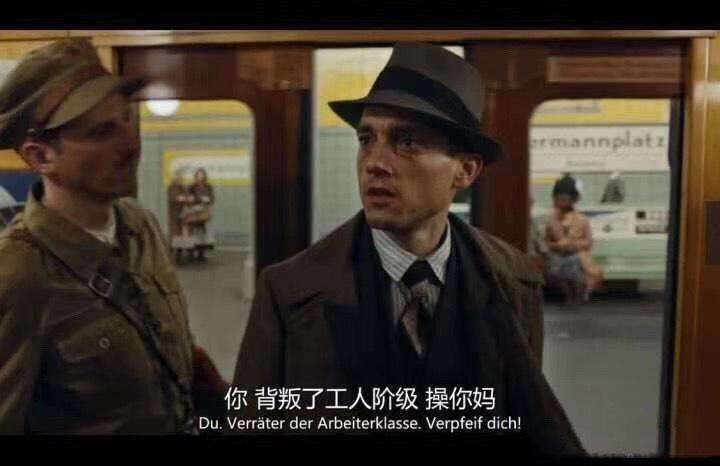 ermannplatz
你 背叛了工人阶级 操你妈
Du. Verräter der Arbeiterklasse. Verpfeif dich!